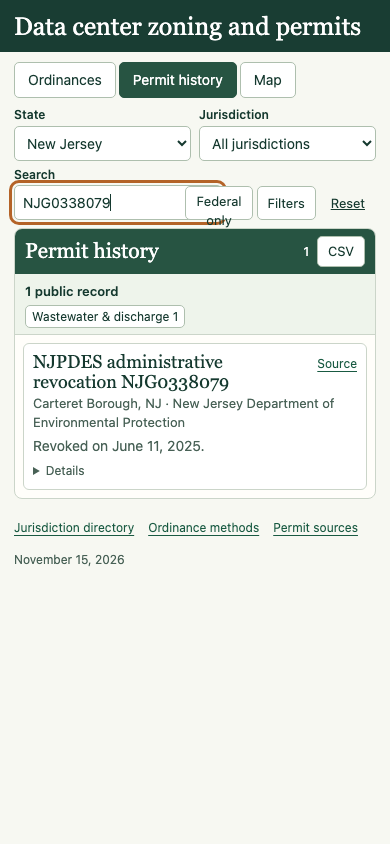 Data center zoning and permits
Ordinances Permit history Map
State Jurisdiction
New Jersey All jurisdictions
Search
NJG0338079 Federal only Filters Reset
Permit history 1 CSV
1 public record
Wastewater & discharge 1
NJPDES administrative
revocation NJG0338079
Source
Carteret Borough, NJ · New Jersey Department of
Environmental Protection
Revoked on June 11, 2025.
Details
Jurisdiction directory Ordinance methods Permit sources
November 15, 2026